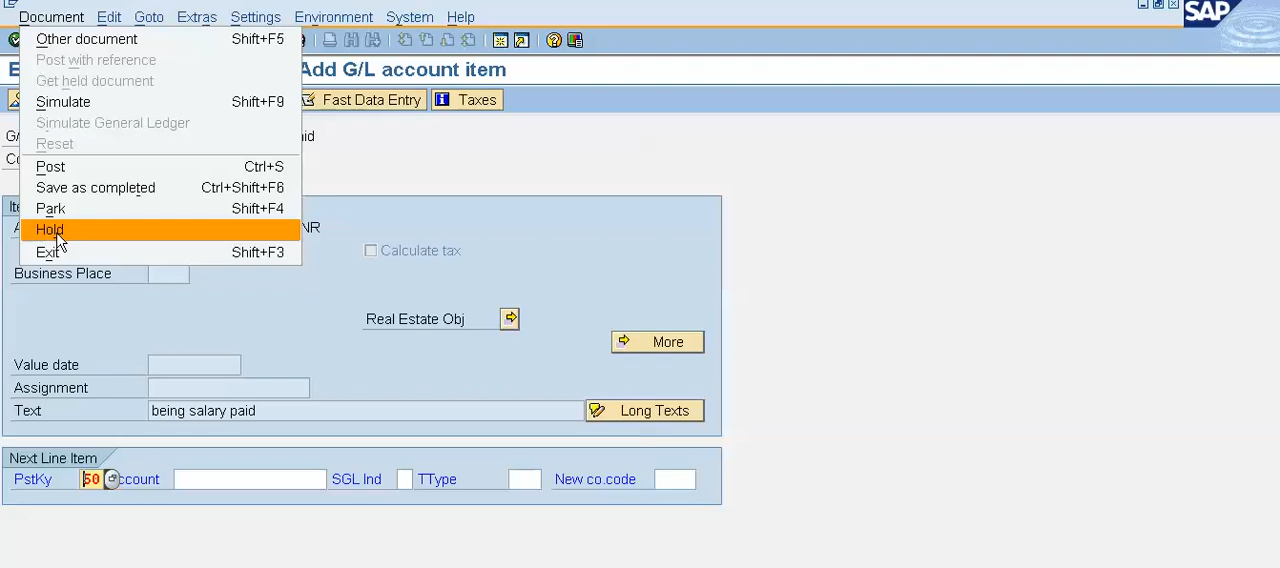 Document Edit Goto Extras Settings Environment System Help
SAP
Other document Shift+F5
Post with reference
Get held document
Simulate Shift+F9
Simulate General Ledger
Reset
Post Ctrl+S
Save as completed Ctrl+Shift+F6
Park Shift+F4
Hold
Exit Shift+F3
Add G/L account item
Fast Data Entry Taxes
NR
Calculate tax
Business Place
Real Estate Obj
More
Value date
Assignment
Text being salary paid Long Texts
Next Line Item
PstKy 50 ccount SGL Ind TType New co.code